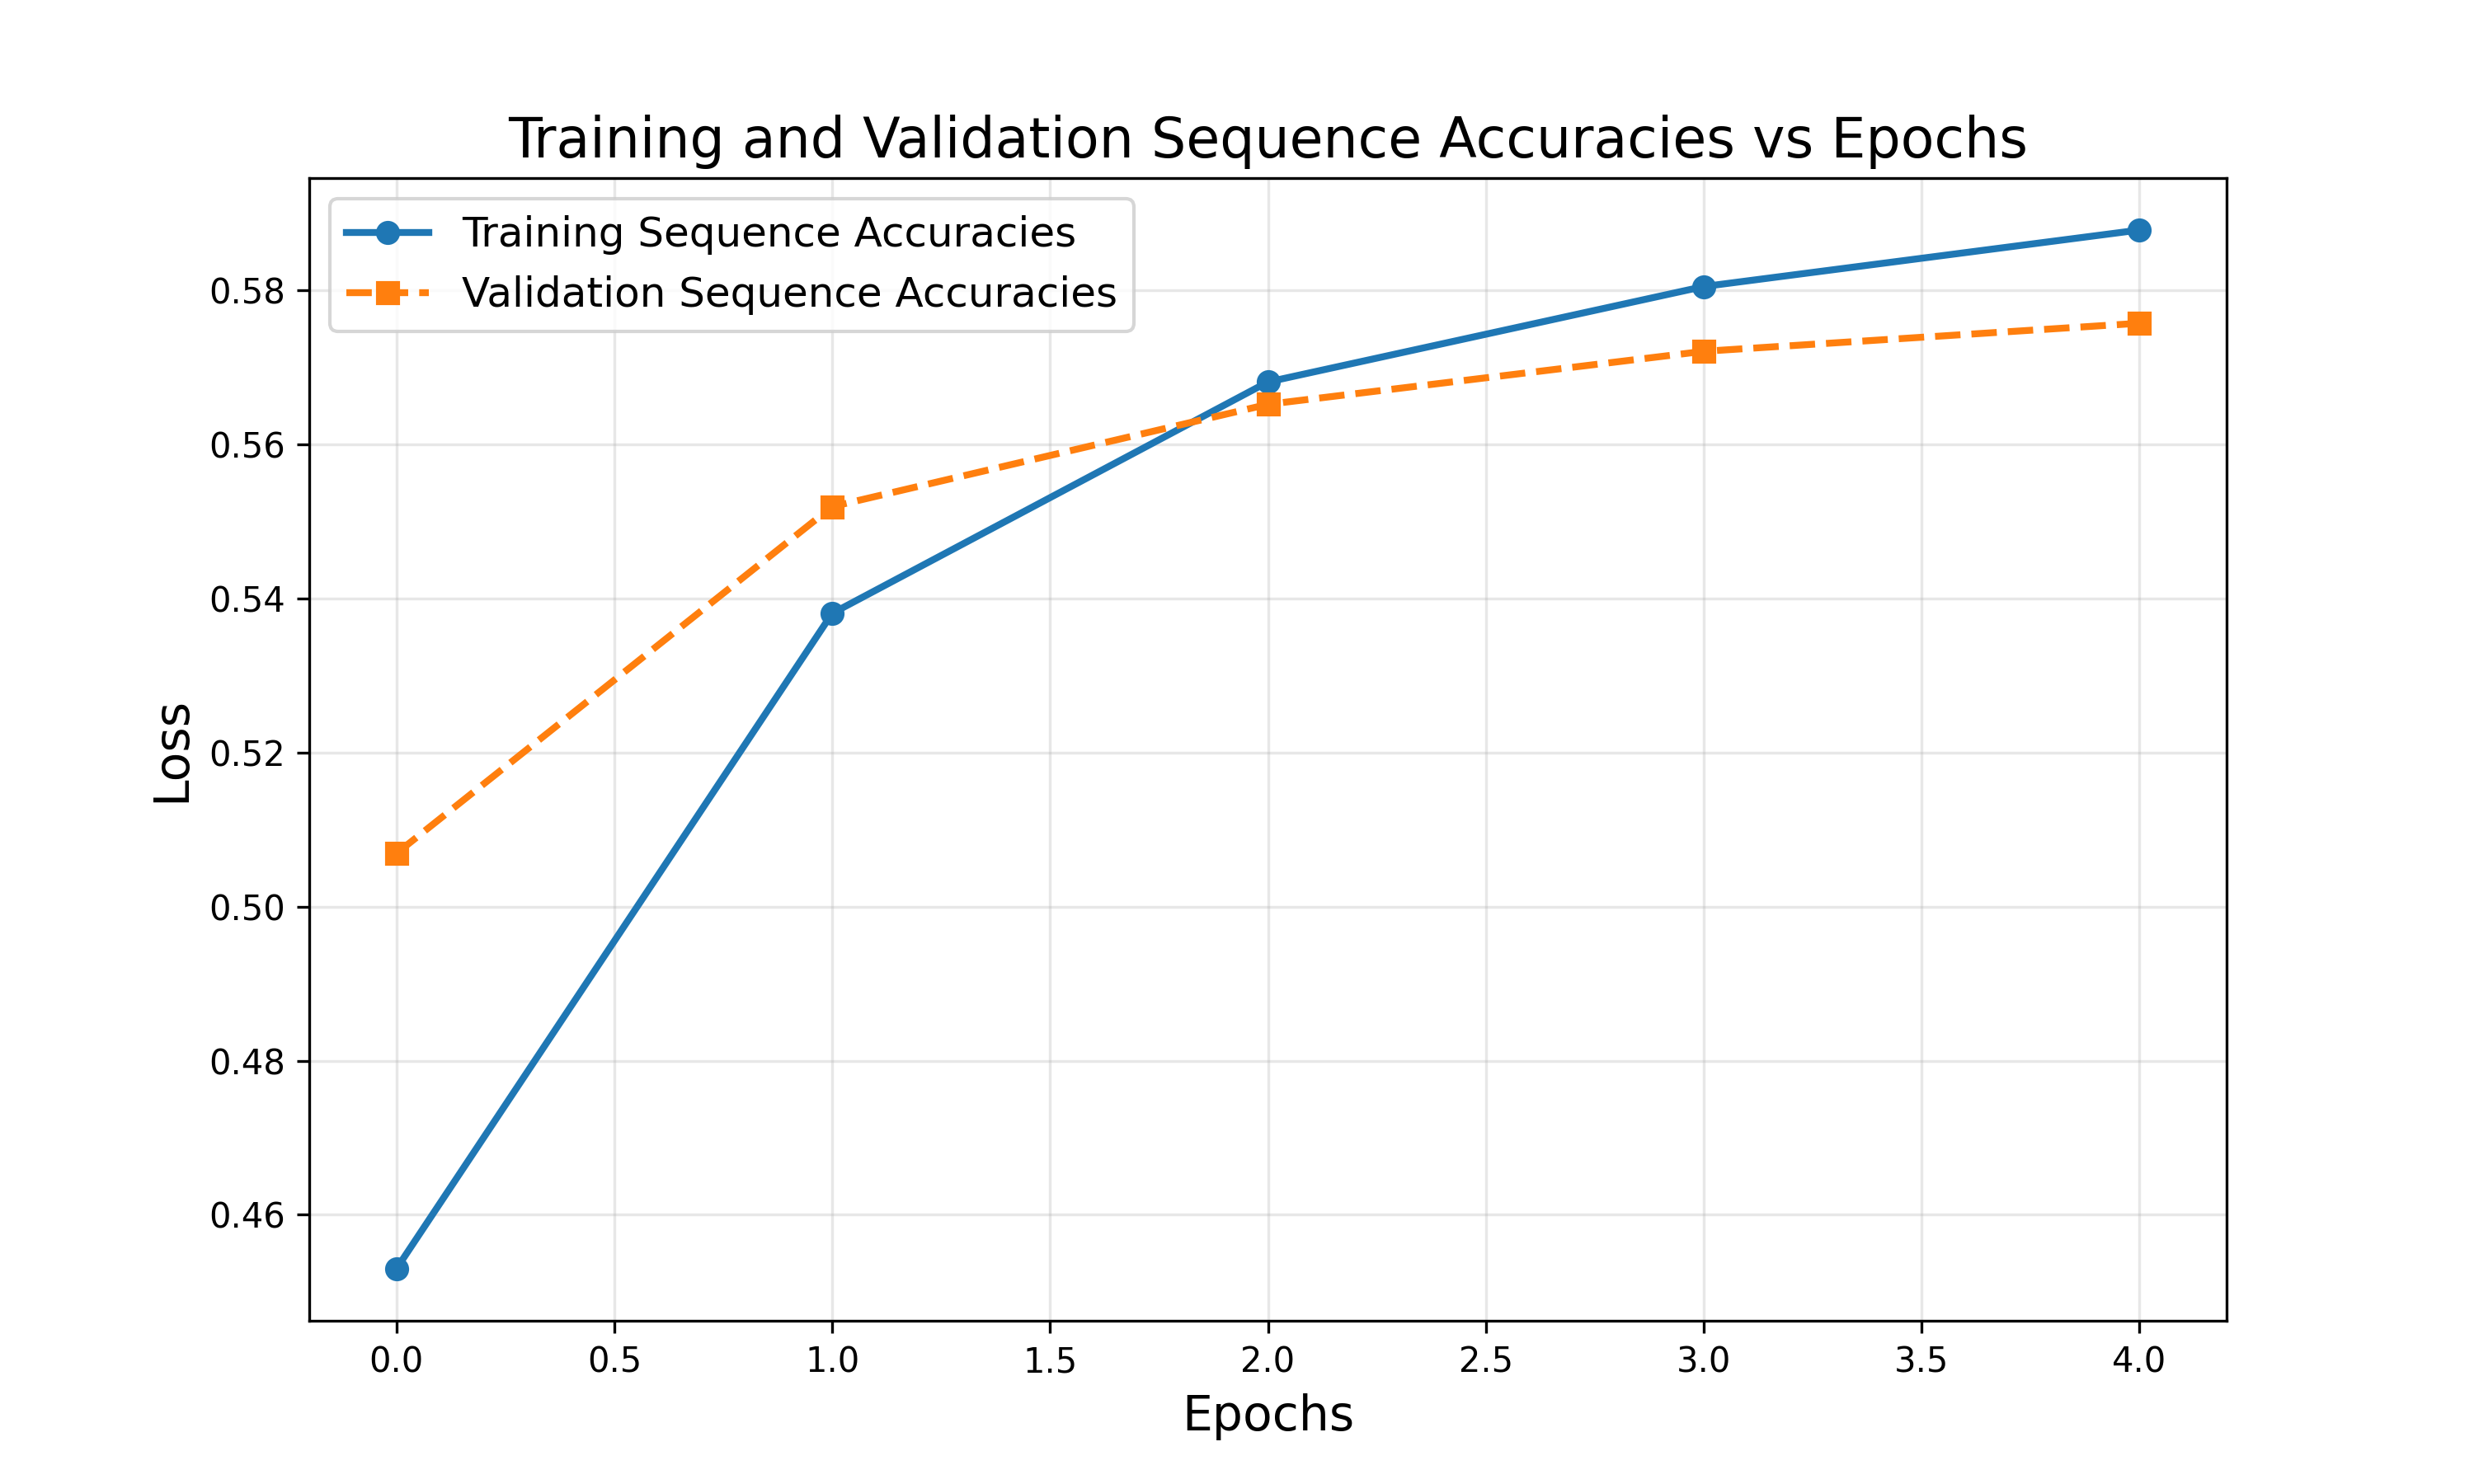 Training and Validation Sequence Accuracies vs Epochs
Training Sequence Accuracies
Validation Sequence Accuracies
0.58
0.56
0.54
0.52
0.50
0.48
0.46
Loss
0.0 0.5 1.0 1.5 2.0 2.5 3.0 3.5 4.0
Epochs